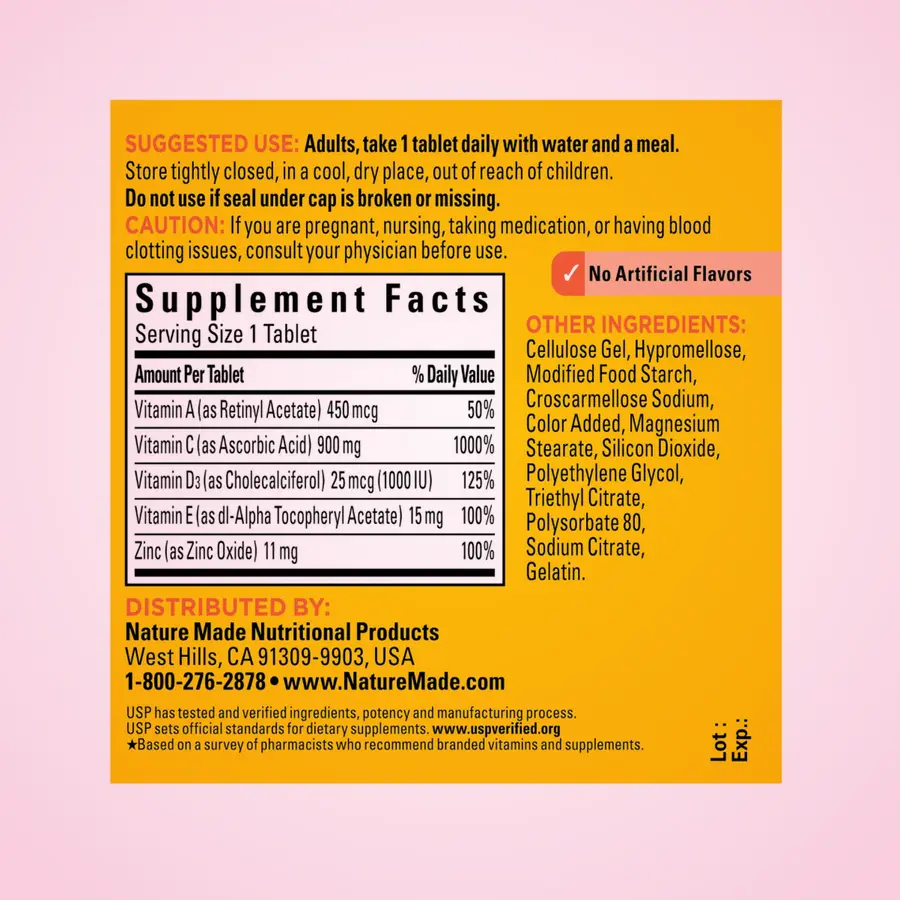 SUGGESTED USE: Adults, take 1 tablet daily with water and a meal.
Store tightly closed, in a cool, dry place, out of reach of children.
Do not use if seal under cap is broken or missing.
CAUTION: If you are pregnant, nursing, taking medication, or having blood
clotting issues, consult your physician before use.
✓ No Artificial Flavors
Supplement Facts
Serving Size 1 Tablet
Amount Per Tablet % Daily Value
Vitamin A (as Retinyl Acetate) 450 mcg 50%
Vitamin C (as Ascorbic Acid) 900 mg 1000%
Vitamin D3 (as Cholecalciferol) 25 mcg (1000 IU) 125%
Vitamin E (as dl-Alpha Tocopheryl Acetate) 15 mg 100%
Zinc (as Zinc Oxide) 11 mg 100%
OTHER INGREDIENTS:
Cellulose Gel, Hypromellose,
Modified Food Starch,
Croscarmellose Sodium,
Color Added, Magnesium
Stearate, Silicon Dioxide,
Polyethylene Glycol,
Triethyl Citrate,
Polysorbate 80,
Sodium Citrate,
Gelatin.
DISTRIBUTED BY:
Nature Made Nutritional Products
West Hills, CA 91309-9903, USA
1-800-276-2878 • www.NatureMade.com
USP has tested and verified ingredients, potency and manufacturing process.
USP sets official standards for dietary supplements. www.uspverified.org
★Based on a survey of pharmacists who recommend branded vitamins and supplements.
Lot :
Exp.: